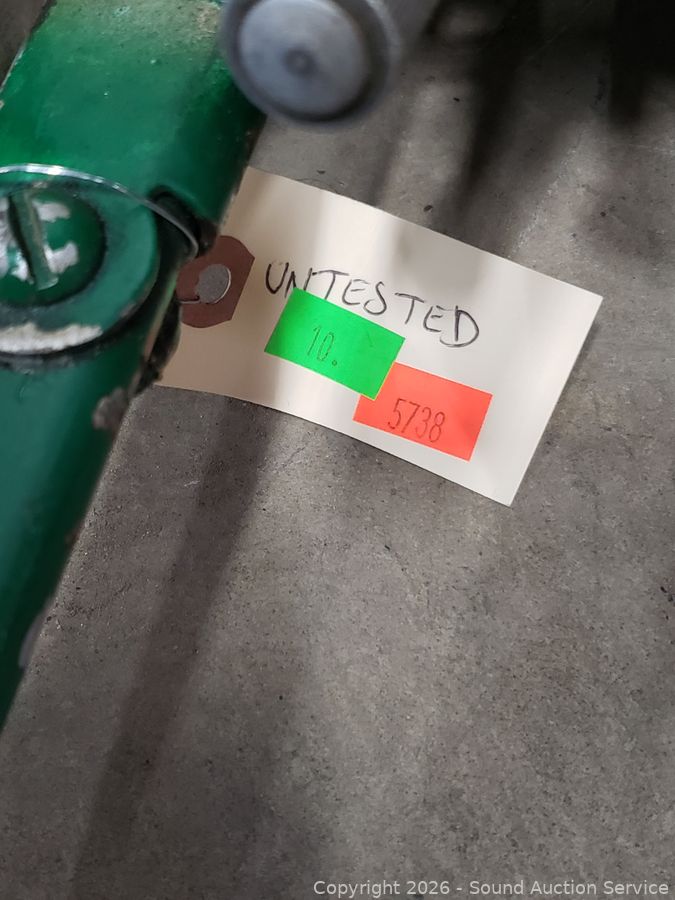 UNTESTED
10.
5738
Copyright 2026 - Sound Auction Service